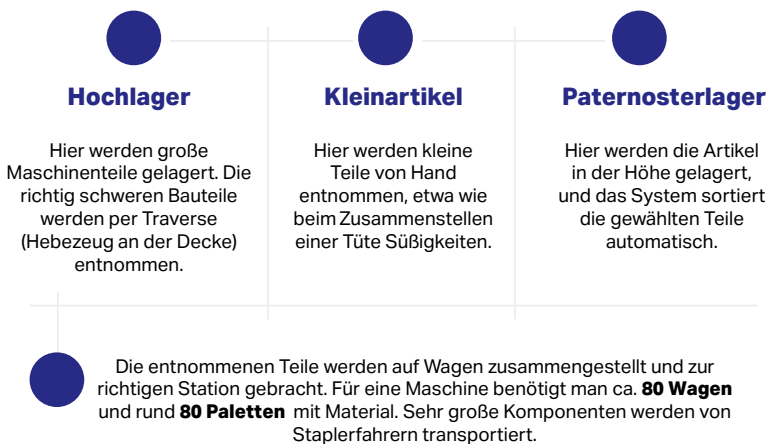 Hochlager
Hier werden große
Maschinenteile gelagert. Die
richtig schweren Bauteile
werden per Traverse
(Hebezeug an der Decke)
entnommen.
Kleinartikel
Hier werden kleine
Teile von Hand
entnommen, etwa wie
beim Zusammenstellen
einer Tüte Süßigkeiten.
Paternosterlager
Hier werden die Artikel
in der Höhe gelagert,
und das System sortiert
die gewählten Teile
automatisch.
Die entnommenen Teile werden auf Wagen zusammengestellt und zur
richtigen Station gebracht. Für eine Maschine benötigt man ca. 80 Wagen
und rund 80 Paletten mit Material. Sehr große Komponenten werden von
Staplerfahrern transportiert.